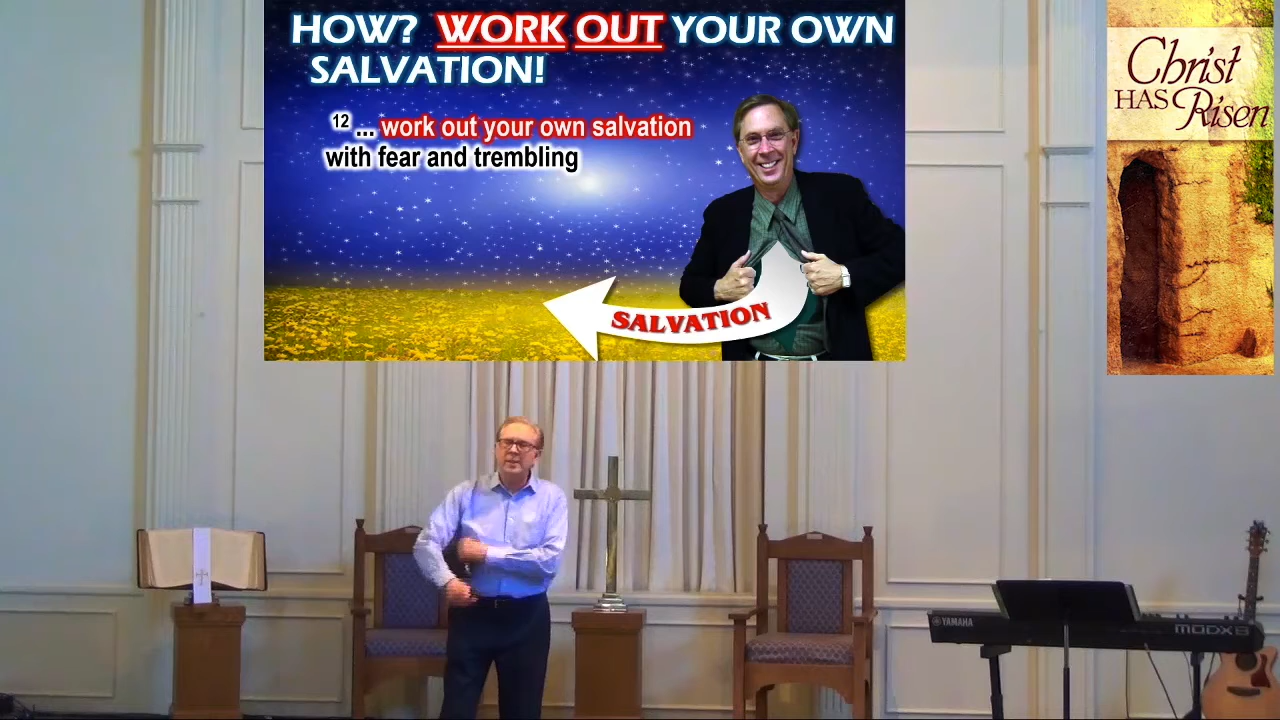 HOW? WORK OUT YOUR OWN
SALVATION!
12 ... work out your own salvation
with fear and trembling
SALVATION
Christ
HAS Risen
YAMAHA
MODX8